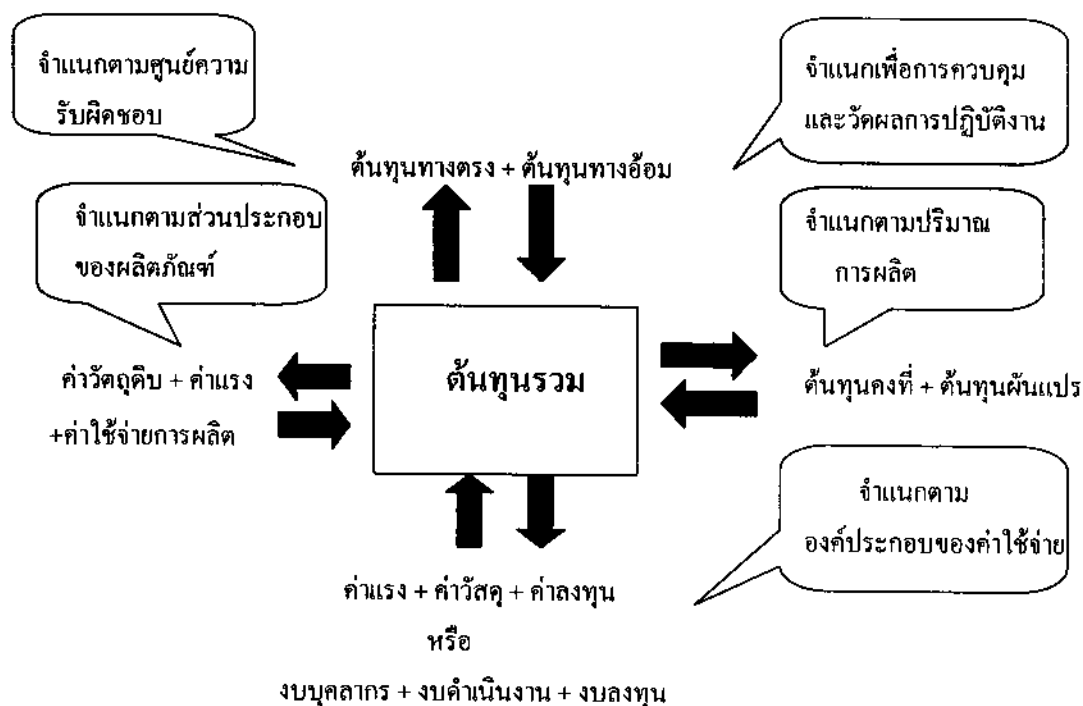 จำแนกตามศูนย์ความ
รับผิดชอบ
จำแนกเพื่อการควบคุม
และวัดผลการปฏิบัติงาน
ต้นทุนทางตรง + ต้นทุนทางอ้อม
จำแนกตามส่วนประกอบ
ของผลิตภัณฑ์
จำแนกตามปริมาณ
การผลิต
ค่าวัตถุดิบ + ค่าแรง
+ค่าใช้จ่ายการผลิต
ต้นทุนรวม
ต้นทุนคงที่ + ต้นทุนผันแปร
จำแนกตาม
องค์ประกอบของค่าใช้จ่าย
ค่าแรง + ค่าวัสดุ + ค่าลงทุน
หรือ
งบบุคลากร + งบดำเนินงาน + งบลงทุน